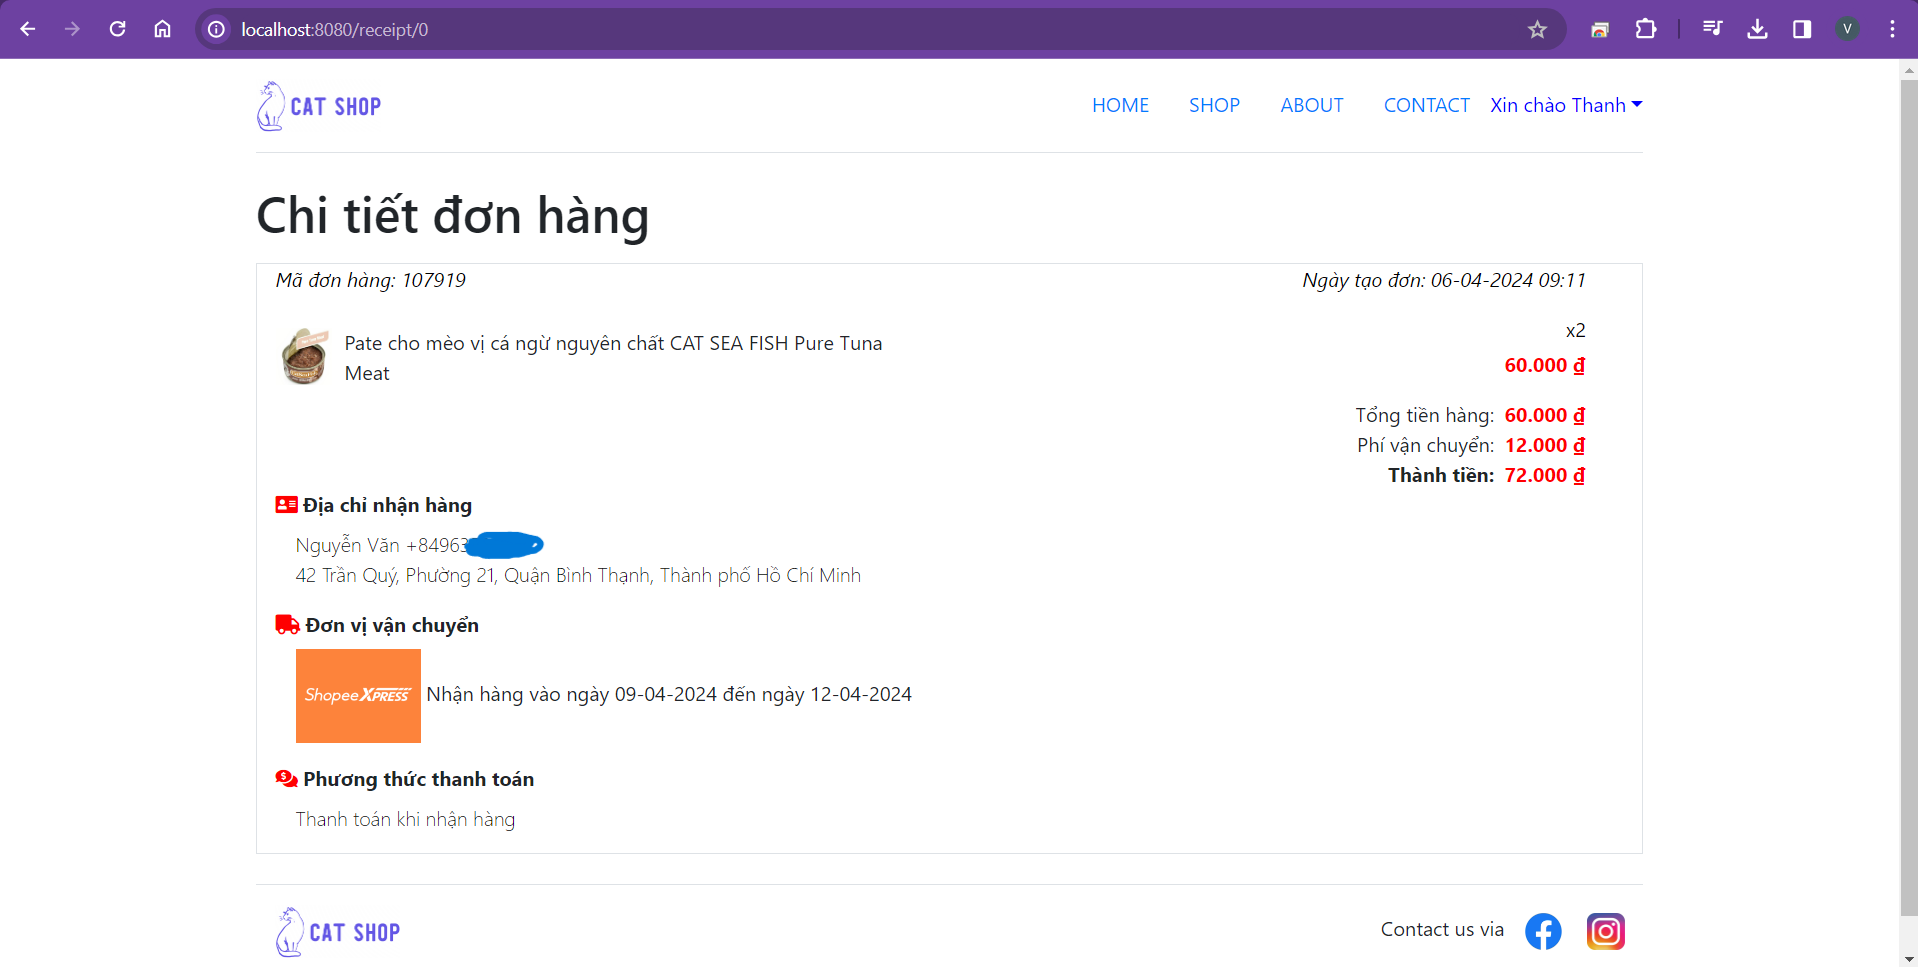 localhost:8080/receipt/0
V
CAT SHOP
HOME SHOP ABOUT CONTACT Xin chào Thanh
Chi tiết đơn hàng
Mã đơn hàng: 107919
Ngày tạo đơn: 06-04-2024 09:11
Pate cho mèo vị cá ngừ nguyên chất CAT SEA FISH Pure Tuna
Meat
x2
60.000 ₫
Tổng tiền hàng: 60.000 ₫
Phí vận chuyển: 12.000 ₫
Thành tiền: 72.000 ₫
Địa chỉ nhận hàng
Nguyễn Văn +84963
42 Trần Quý, Phường 21, Quận Bình Thạnh, Thành phố Hồ Chí Minh
Đơn vị vận chuyển
Shopee XPRESS
Nhận hàng vào ngày 09-04-2024 đến ngày 12-04-2024
Phương thức thanh toán
Thanh toán khi nhận hàng
CAT SHOP
Contact us via